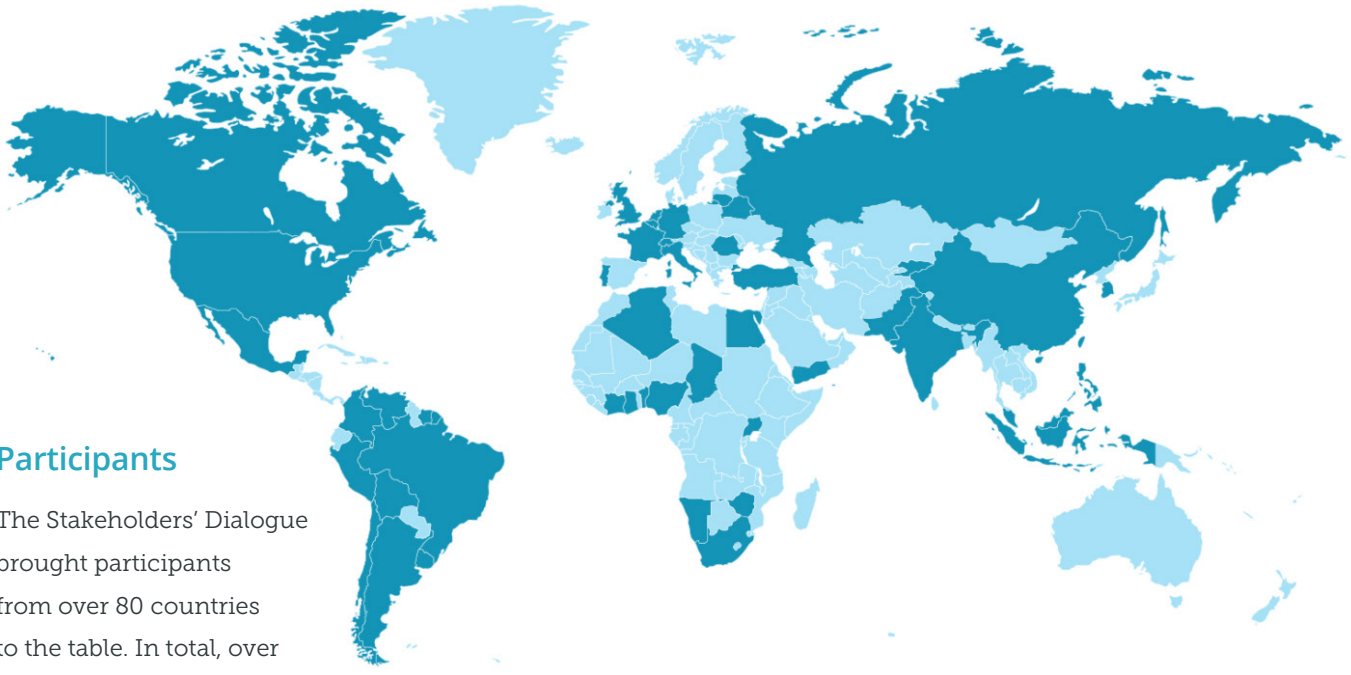 Participants
The Stakeholders’ Dialogue
brought participants
from over 80 countries
to the table. In total, over